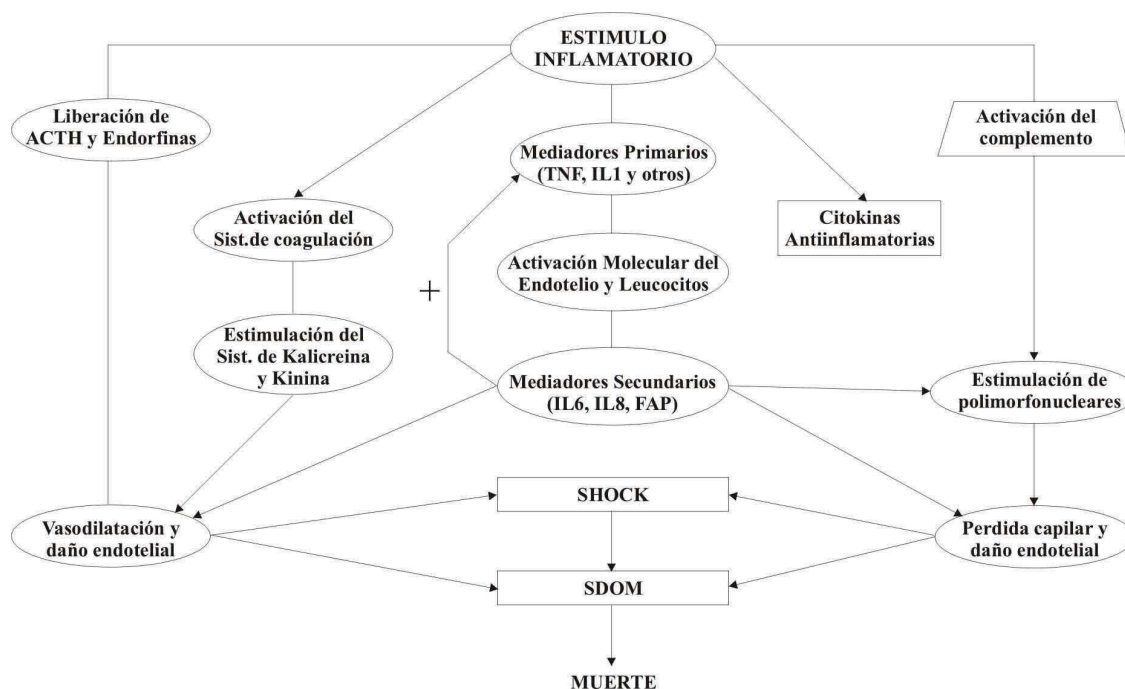 ESTIMULO
INFLAMATORIO
Liberación de
ACTH y Endorfinas
Mediadores Primarios
(TNF, IL1 y otros)
Activación del
complemento
Activación del
Sist.de coagulación
Citokinas
Antiinflamatorias
Activación Molecular del
Endotelio y Leucocitos
+
Estimulación del
Sist. de Kalicreina
y Kinina
Mediadores Secundarios
(IL6, IL8, FAP)
Estimulación de
polimorfonucleares
SHOCK
Vasodilatación y
daño endotelial
Perdida capilar y
daño endotelial
SDOM
MUERTE